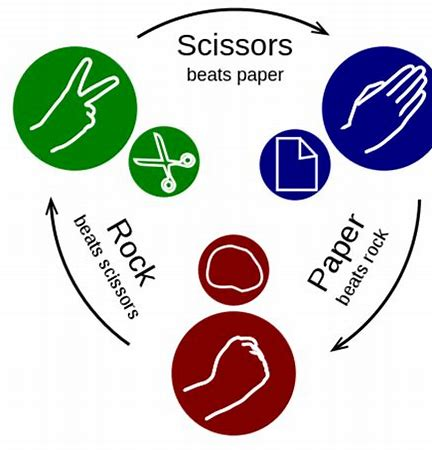 Scissors
beats paper
Rock
beats scissors
Paper
beats rock